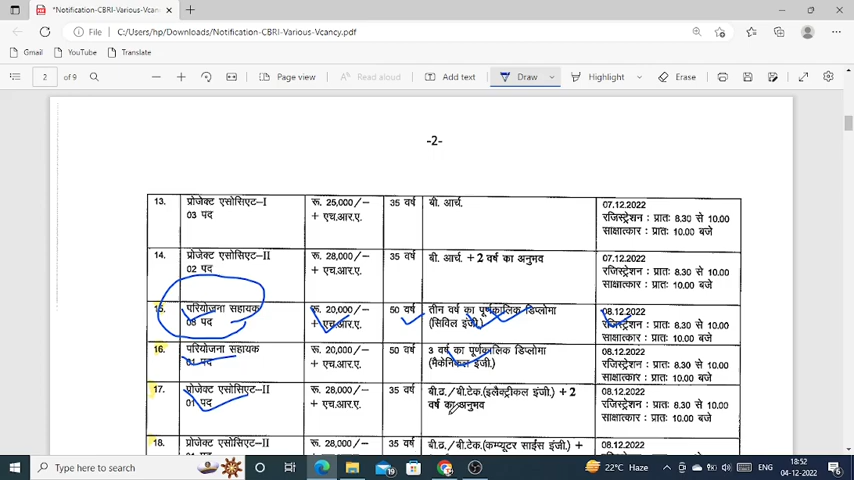 *Notification-CBRI-Various-Vcancy.
File
C:/Users/hp/Downloads/Notification-CBRI-Various-Vcancy.pdf
Gmail
YouTube
Translate
2 of 9
Page view
Read aloud
Add text
Draw
Highlight
Erase
-2-
13. प्रोजेक्ट एसोसिएट-I रू. 25,000/- 35 वर्ष बी. आर्च. 07.12.2022
03 पद + एच.आर.ए. रजिस्ट्रेशन : प्रातः 8.30 से 10.00
साक्षात्कार : प्रातः 10.00 बजे
14. प्रोजेक्ट एसोसिएट-II रू. 28,000/- 35 वर्ष बी. आर्च. + 2 वर्ष का अनुभव 07.12.2022
02 पद + एच.आर.ए. रजिस्ट्रेशन : प्रातः 8.30 से 10.00
साक्षात्कार : प्रातः 10.00 बजे
15. परियोजना सहायक रू. 20,000/- 50 वर्ष तीन वर्ष का पूर्णकालिक डिप्लोमा 08.12.2022
पद + एच.आर.ए. (सिविल इंजी.) रजिस्ट्रेशन : प्रातः 8.30 से 10.00
साक्षात्कार : प्रातः 10.00 बजे
16. परियोजना सहायक रू. 20,000/- 50 वर्ष 3 वर्ष का पूर्णकालिक डिप्लोमा 08.12.2022
01 पद + एच.आर.ए. (मैकेनिकल इंजी.) रजिस्ट्रेशन : प्रातः 8.30 से 10.00
साक्षात्कार : प्रातः 10.00 बजे
17. प्रोजेक्ट एसोसिएट-II रू. 28,000/- 35 वर्ष बी.ई./बी.टेक.(इलैक्ट्रीकल इंजी.) + 2 08.12.2022
01 पद + एच.आर.ए. वर्ष का अनुभव रजिस्ट्रेशन : प्रातः 8.30 से 10.00
साक्षात्कार : प्रातः 10.00 बजे
18. प्रोजेक्ट एसोसिएट-II रू. 28,000/- 35 वर्ष बी.ई./बी.टेक.(कम्प्यूटर साईंस इंजी.) + 08.12.2022
Type here to search
19
22°C Haze
ENG
18:52
04-12-2022
6